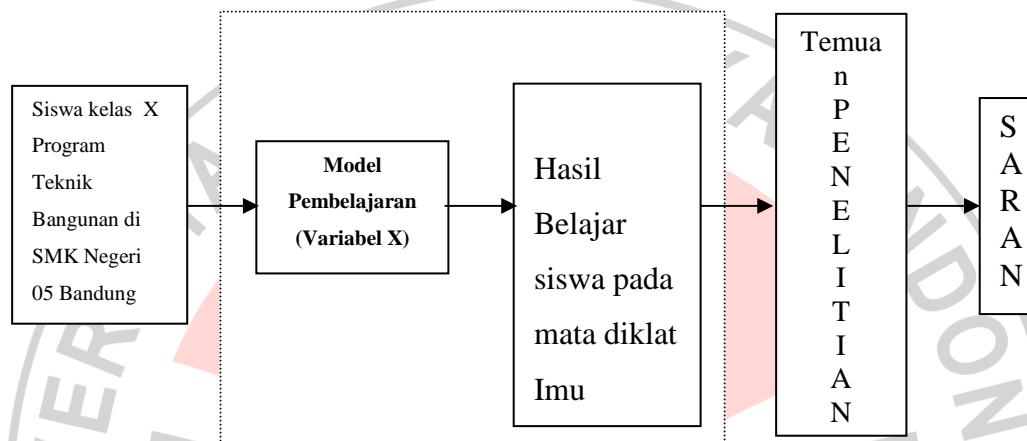 Siswa kelas X
Program
Teknik
Bangunan di
SMK Negeri
05 Bandung
Model
Pembelajaran
(Variabel X)
Hasil
Belajar
siswa pada
mata diklat
Imu
Temua
n
P
E
N
E
L
I
T
I
A
N
S
A
R
A
N